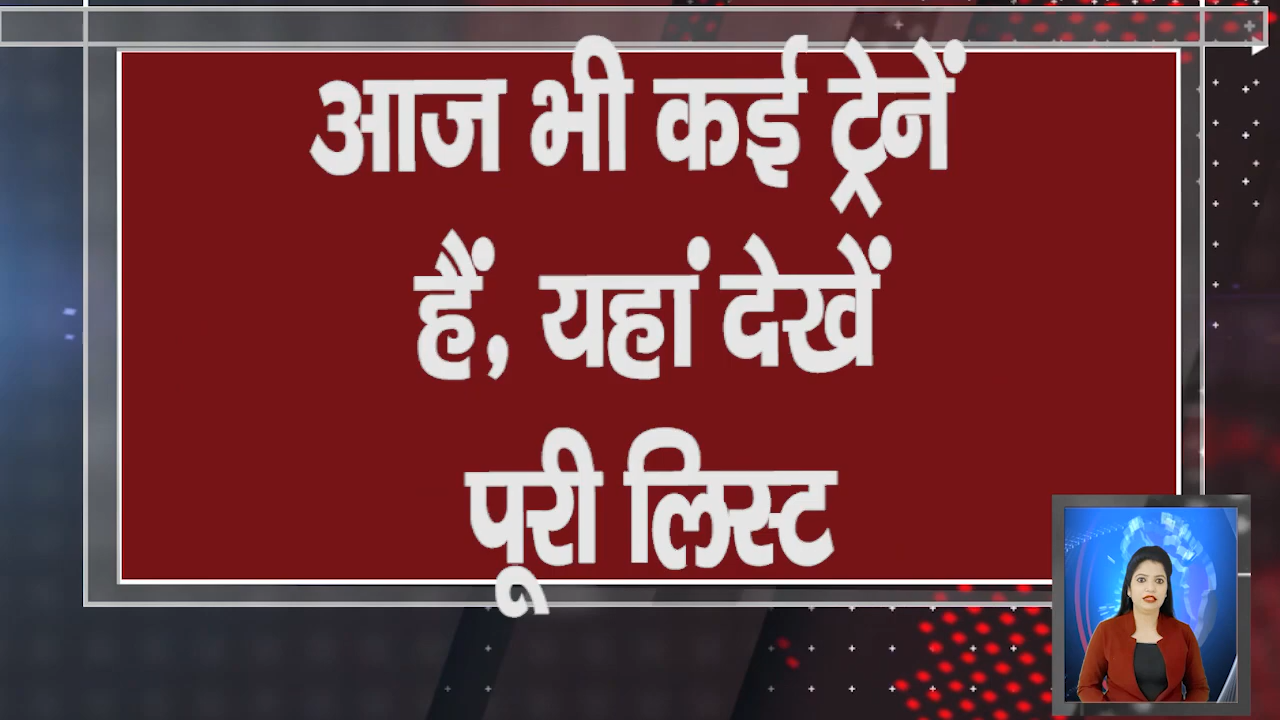 आज भी कई ट्रेनें
हैं, यहां देखें
पूरी लिस्ट